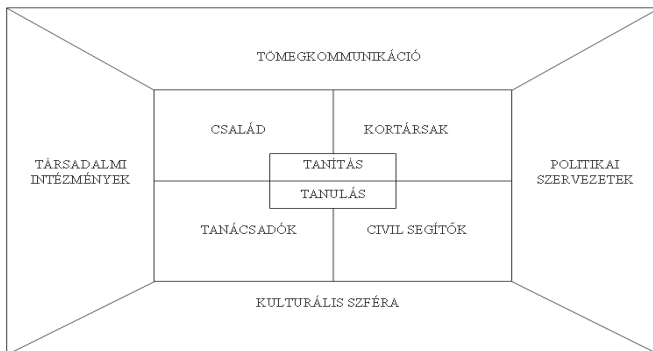 TÖMEGKOMMUNIKÁCIÓ
CSALÁD
KORTÁRSAK
TÁRSADALMI
INTÉZMÉNYEK
TANÍTÁS
TANULÁS
POLITIKAI
SZERVEZETEK
TANÁCSADÓK
CIVIL SEGÍTŐK
KULTURÁLIS SZFÉRA